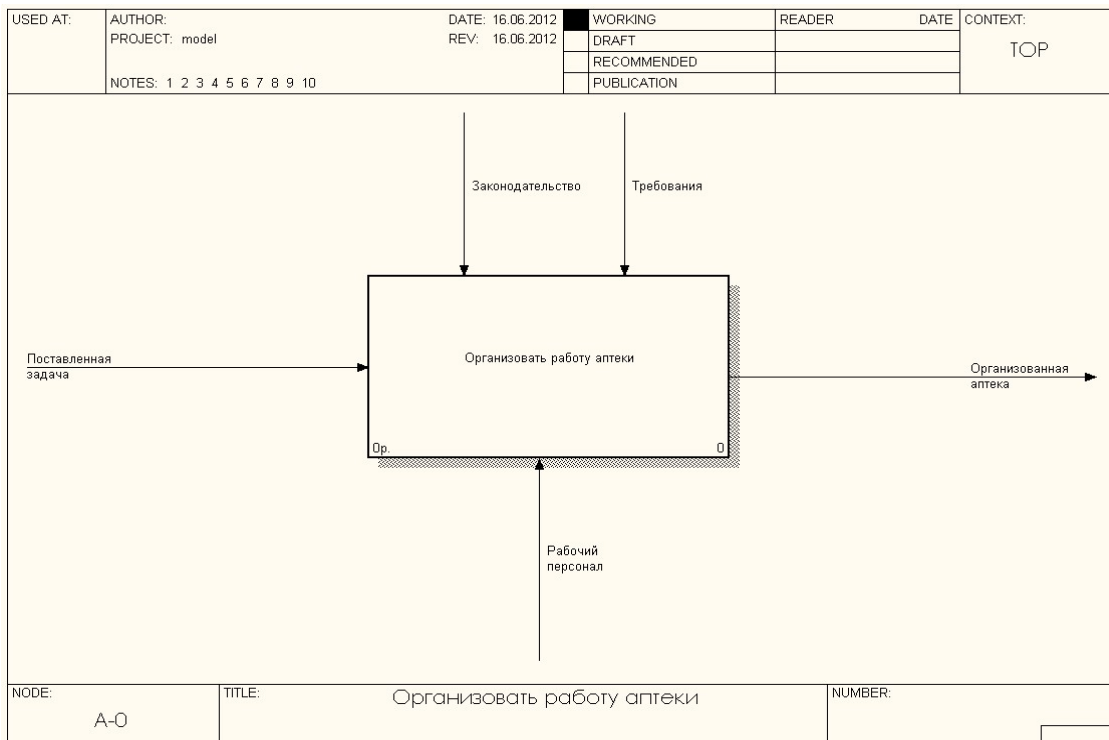 USED AT:
AUTHOR:
DATE: 16.06.2012
WORKING
READER
DATE
CONTEXT:
PROJECT: model
REV: 16.06.2012
DRAFT
TOP
RECOMMENDED
NOTES: 1 2 3 4 5 6 7 8 9 10
PUBLICATION
Законодательство
Требования
Поставленная
задача
Организовать работу аптеки
Организованная
аптека
0р.
0
Рабочий
персонал
NODE:
TITLE:
Организовать работу аптеки
NUMBER:
A-0